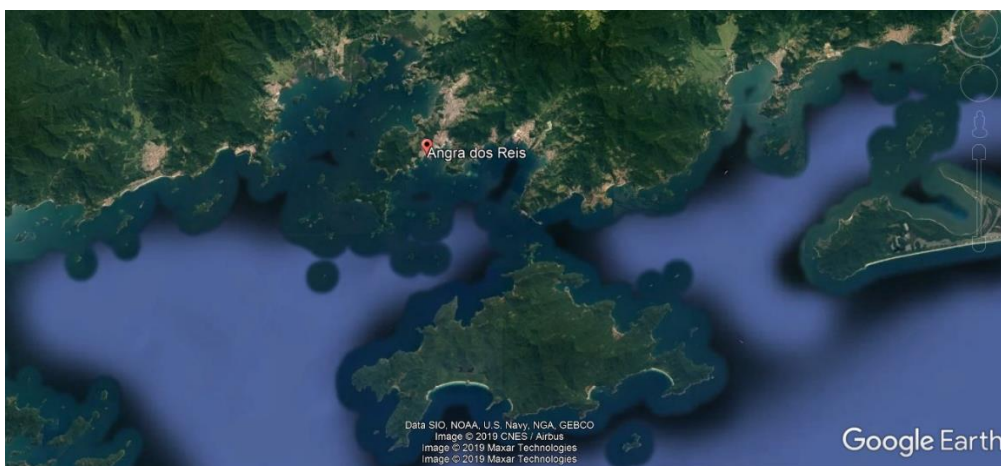 Angra dos Reis
Data SIO, NOAA, U.S. Navy, NGA, GEBCO
Image © 2019 CNES / Airbus
Image © 2019 Maxar Technologies
Image © 2019 Maxar Technologies
Google Earth